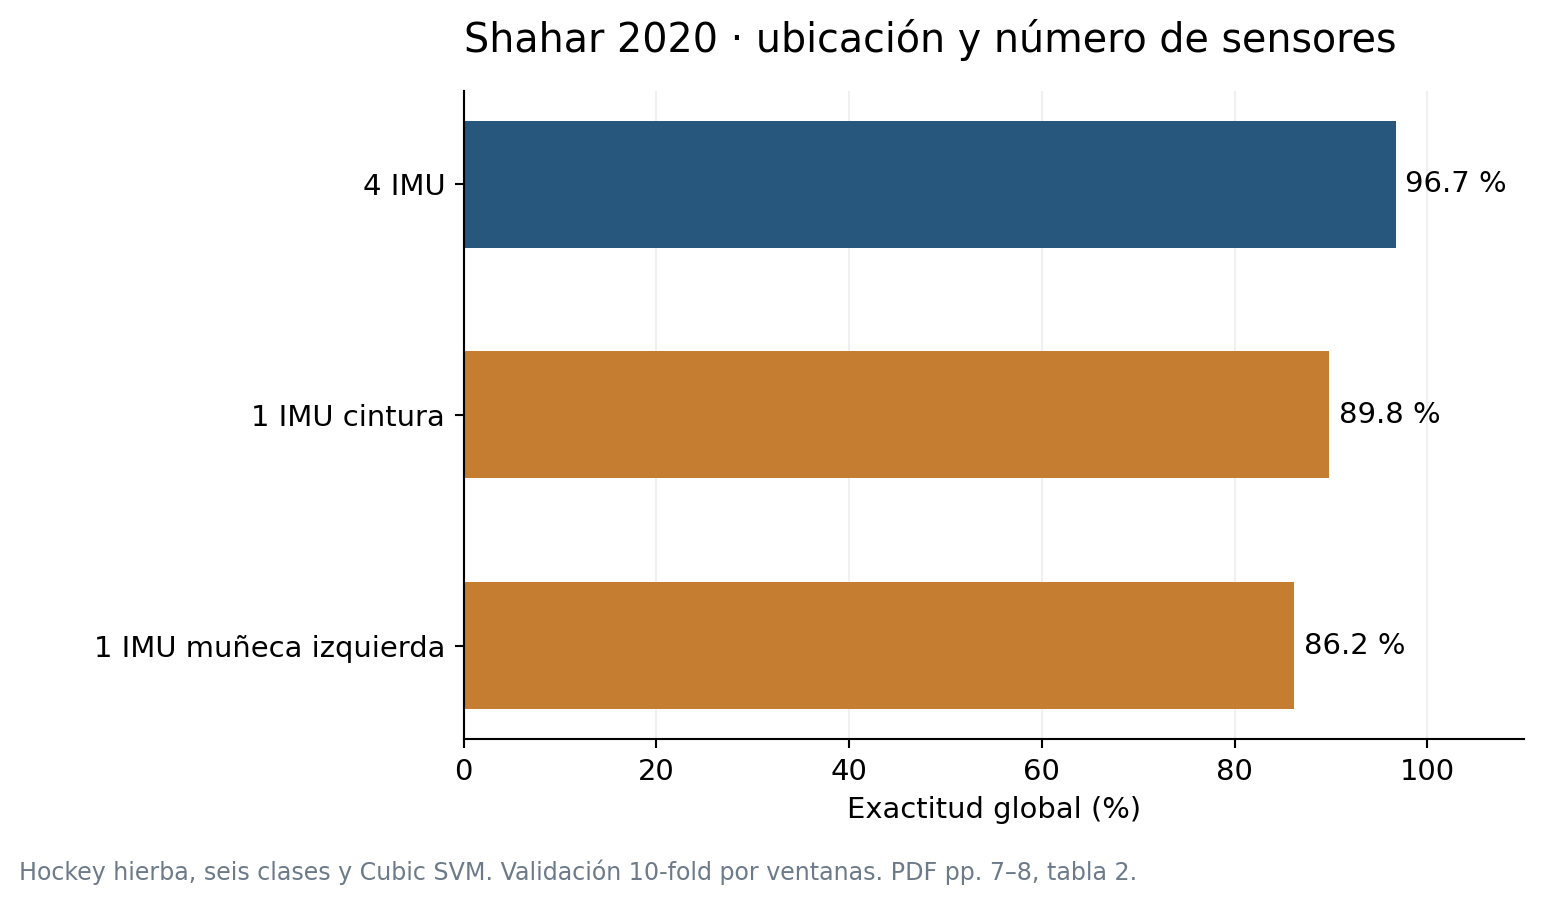 Shahar 2020 · ubicación y número de sensores
4 IMU
96.7 %
1 IMU cintura
89.8 %
1 IMU muñeca izquierda
86.2 %
0 20 40 60 80 100
Exactitud global (%)
Hockey hierba, seis clases y Cubic SVM. Validación 10-fold por ventanas. PDF pp. 7–8, tabla 2.